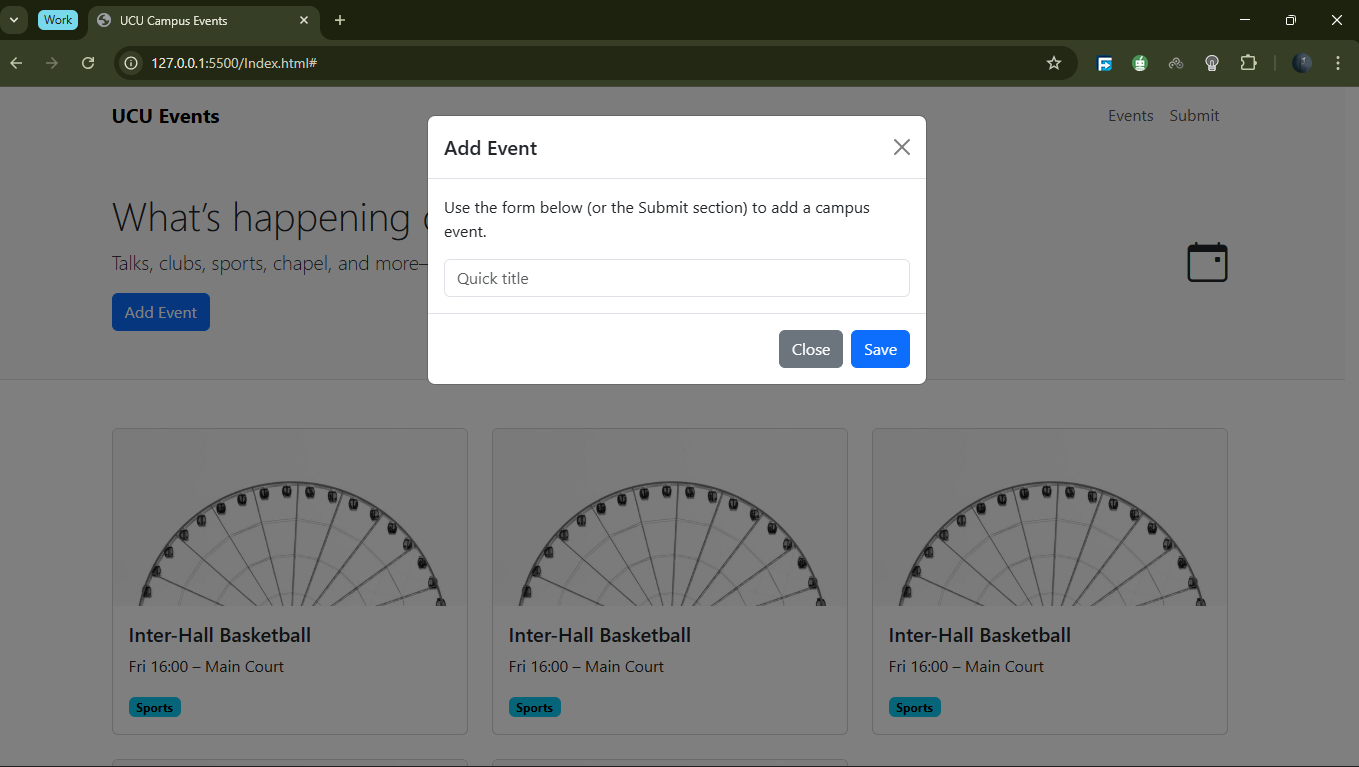 Work
UCU Campus Events
127.0.0.1:5500/Index.html#
UCU Events
Events
Submit
Add Event
Use the form below (or the Submit section) to add a campus
event.
Quick title
Close
Save
What's happening
Talks, clubs, sports, chapel, and more–
Add Event
Inter-Hall Basketball
Fri 16:00 – Main Court
Sports
Inter-Hall Basketball
Fri 16:00 – Main Court
Sports
Inter-Hall Basketball
Fri 16:00 – Main Court
Sports